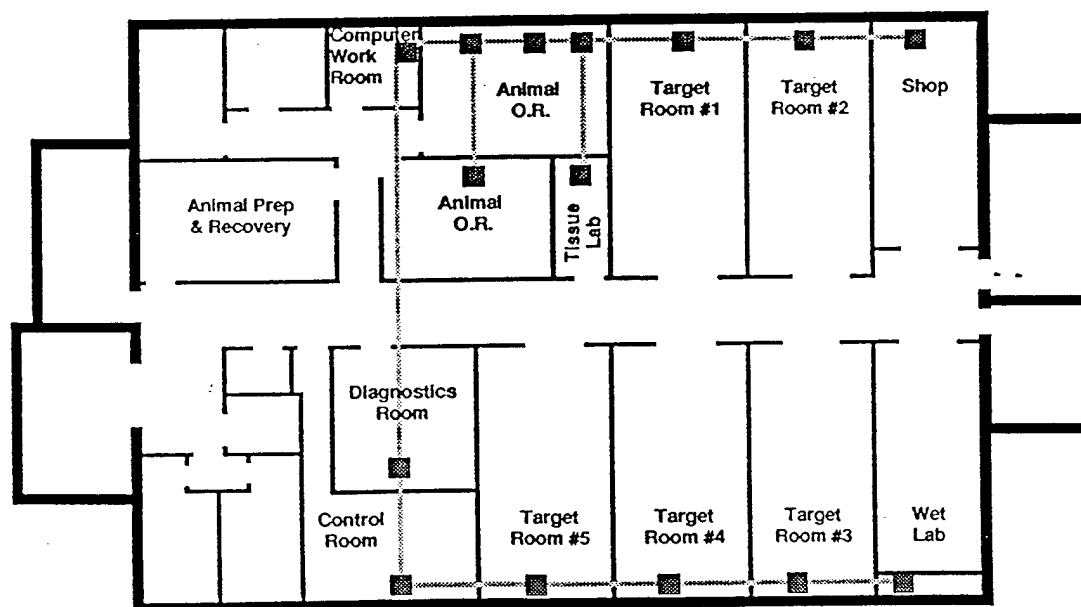 Computer
Work
Room
Animal
O.R.
Target
Room #1
Target
Room #2
Shop
Animal Prep
& Recovery
Animal
O.R.
Tissue
Lab
Diagnostics
Room
Control
Room
Target
Room #5
Target
Room #4
Target
Room #3
Wet
Lab